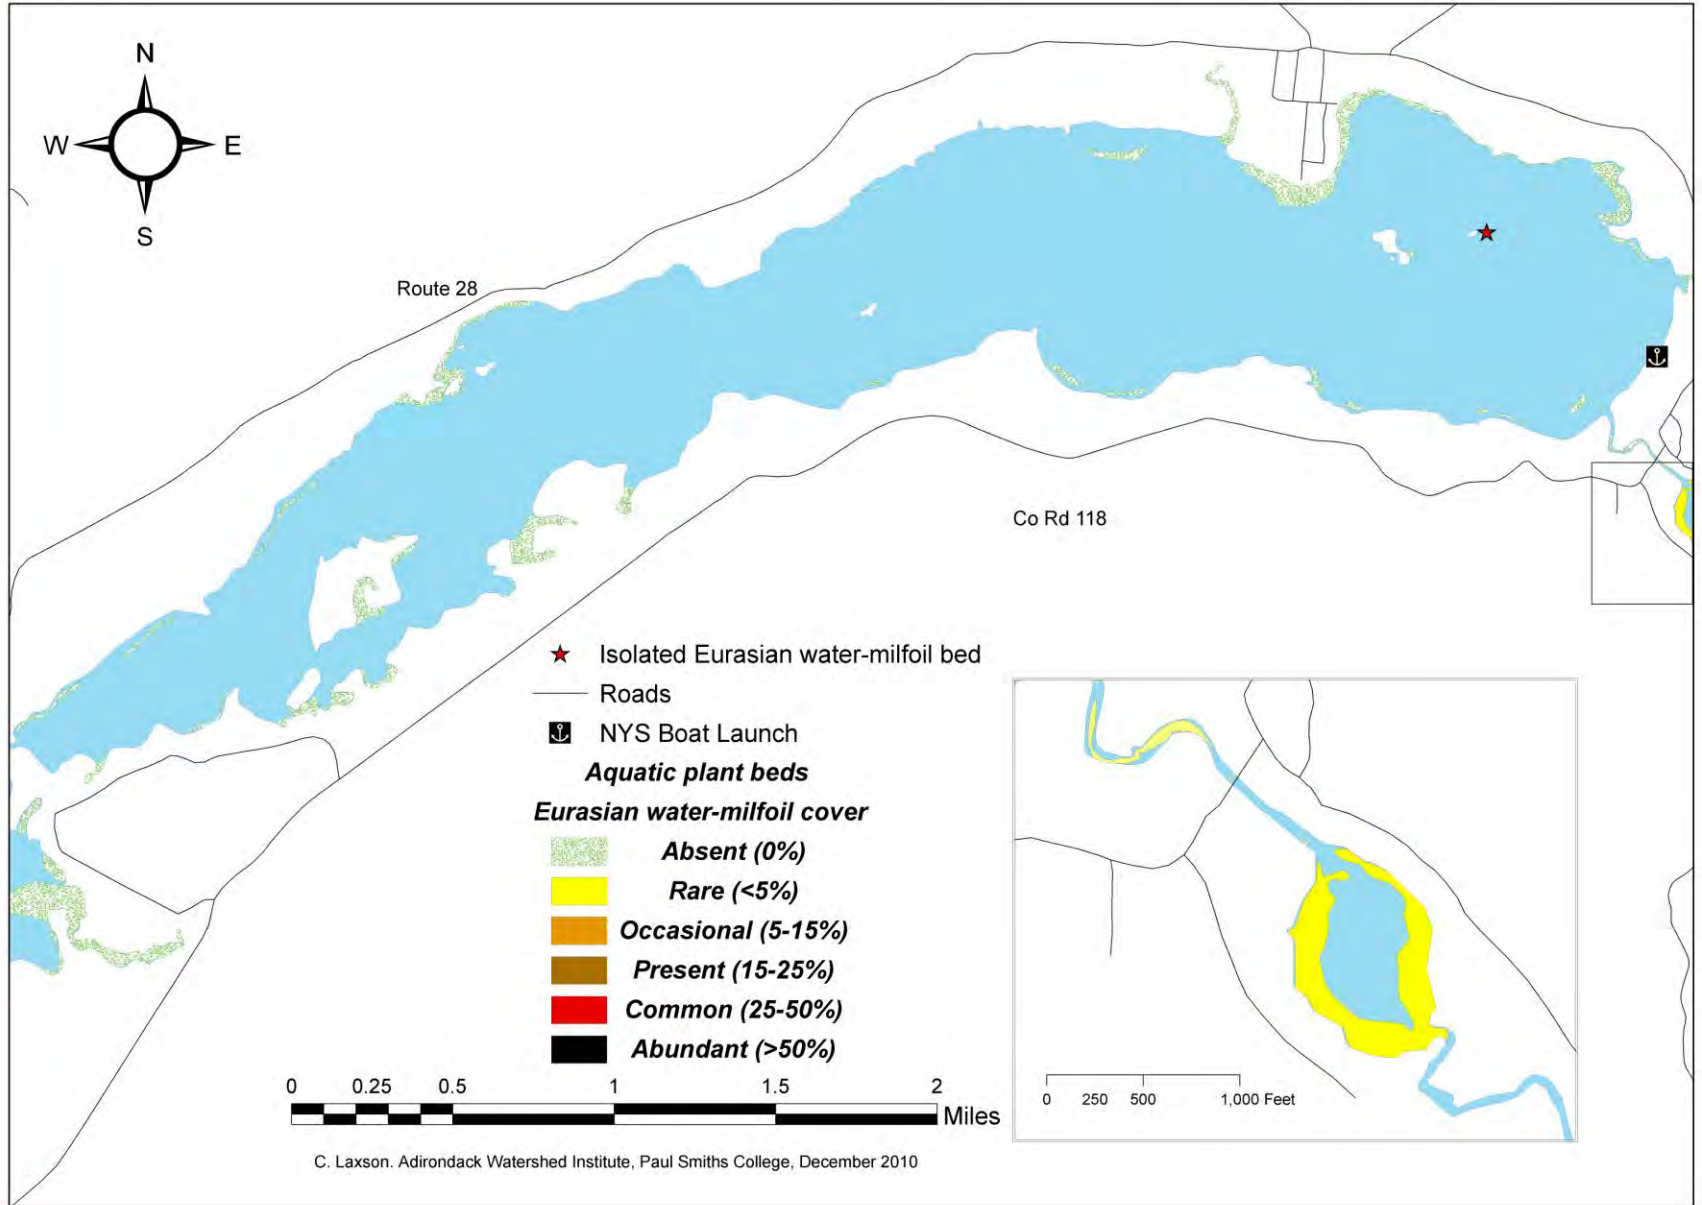 N
W
E
S
Route 28
Co Rd 118
Isolated Eurasian water-milfoil bed
Roads
NYS Boat Launch
Aquatic plant beds
Eurasian water-milfoil cover
Absent (0%)
Rare (<5%)
Occasional (5-15%)
Present (15-25%)
Common (25-50%)
Abundant (>50%)
0 0.25 0.5 1 1.5 2
Miles
0 250 500 1,000 Feet
C. Laxson. Adirondack Watershed Institute, Paul Smiths College, December 2010